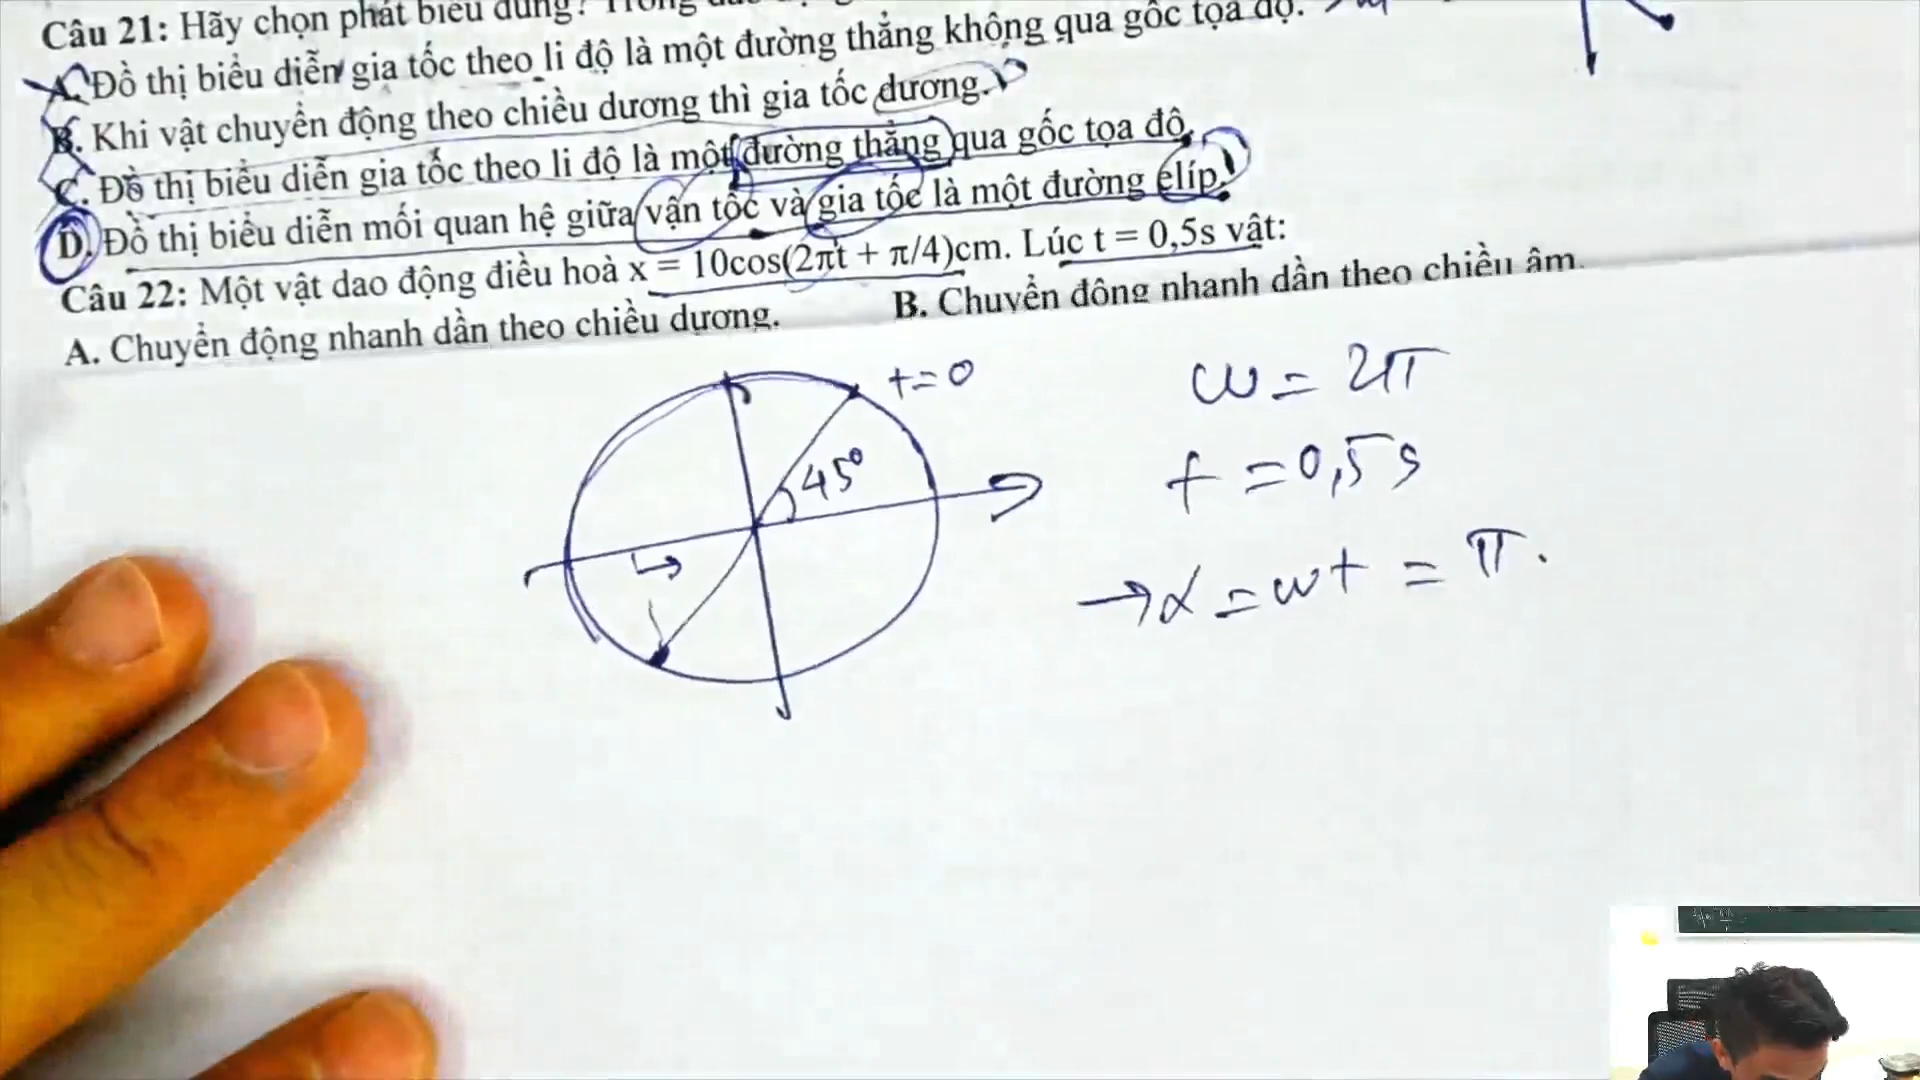 Câu 21: Hãy chọn phát biểu đúng? Trong
A. Đồ thị biểu diễn gia tốc theo li độ là một đường thẳng không qua gốc tọa độ.
B. Khi vật chuyển động theo chiều dương thì gia tốc dương.
C. Đồ thị biểu diễn gia tốc theo li độ là một đường thẳng qua gốc tọa độ.
D. Đồ thị biểu diễn mối quan hệ giữa vận tốc và gia tốc là một đường elíp.
Câu 22: Một vật dao động điều hoà x = 10cos(2πt + π/4)cm. Lúc t = 0,5s vật:
A. Chuyển động nhanh dần theo chiều dương. B. Chuyển động nhanh dần theo chiều âm.
t=0
45°
ω = 2π
t = 0,5 s
→ α = ωt = π.